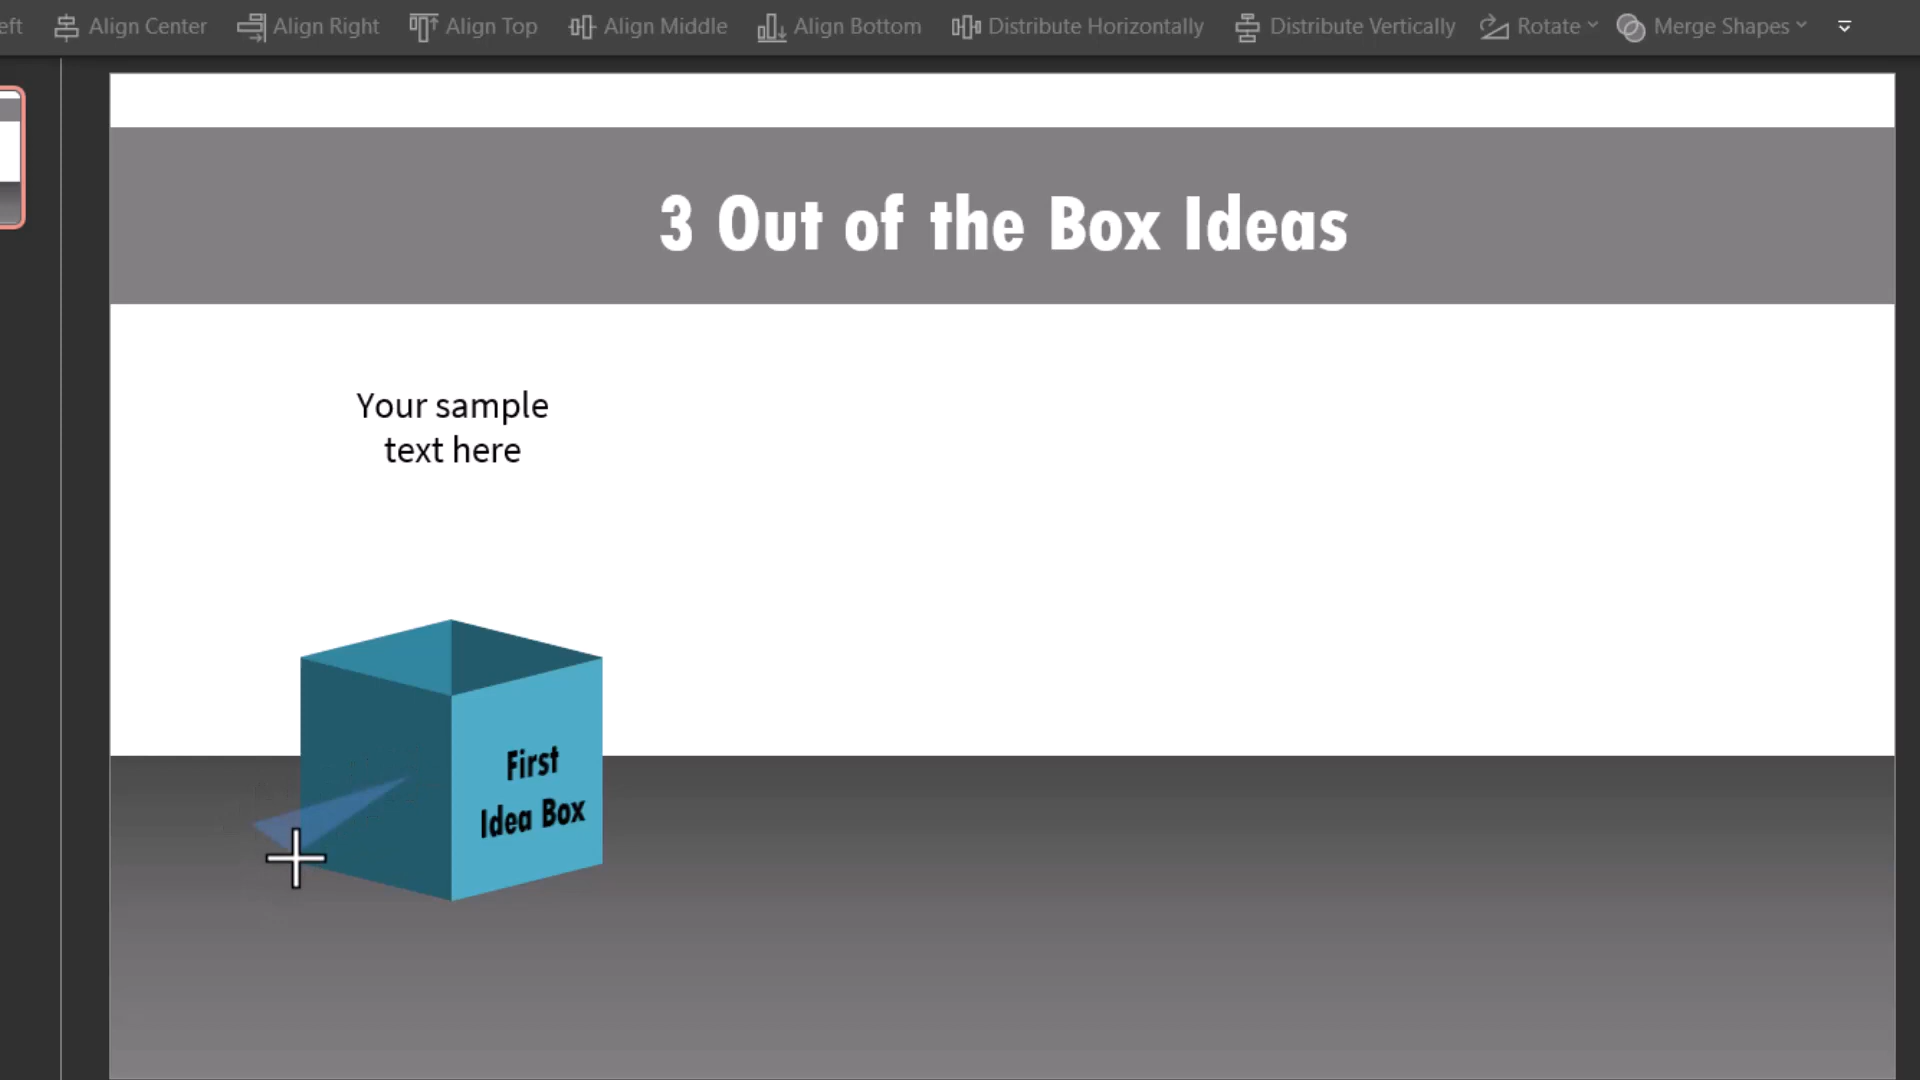 eft Align Center Align Right Align Top Align Middle Align Bottom Distribute Horizontally Distribute Vertically Rotate Merge Shapes
3 Out of the Box Ideas
Your sample
text here
First
Idea Box